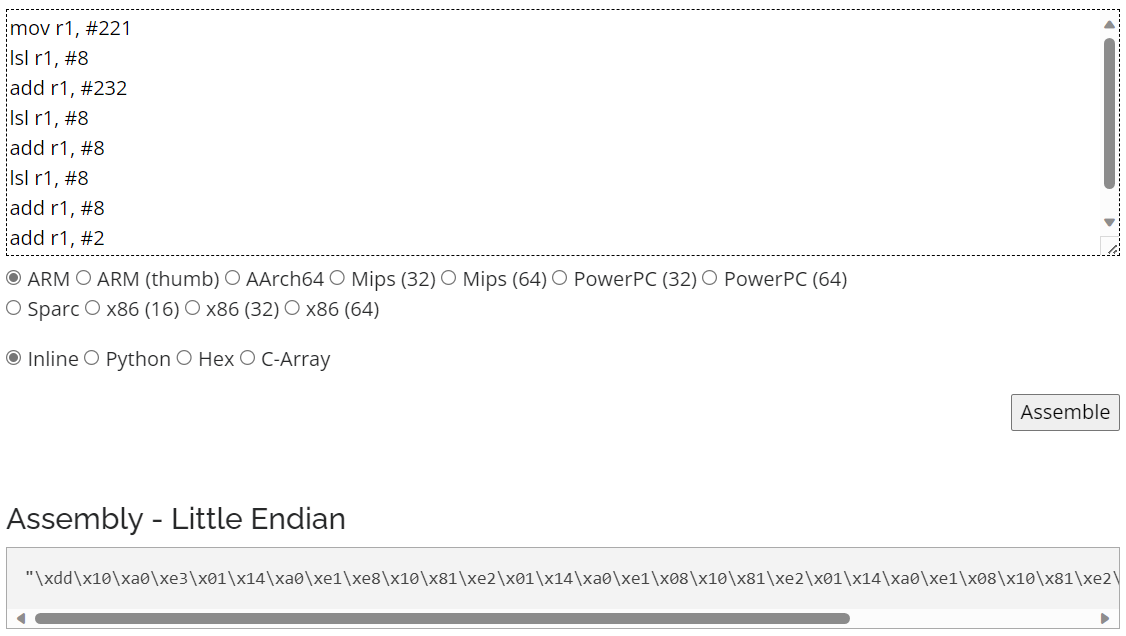 mov r1, #221
lsl r1, #8
add r1, #232
lsl r1, #8
add r1, #8
lsl r1, #8
add r1, #8
add r1, #2
ARM ARM (thumb) AArch64 Mips (32) Mips (64) PowerPC (32) PowerPC (64)
Sparc x86 (16) x86 (32) x86 (64)
Inline Python Hex C-Array
Assemble
Assembly - Little Endian
"\xdd\x10\xa0\xe3\x01\x14\xa0\xe1\xe8\x10\x81\xe2\x01\x14\xa0\xe1\x08\x10\x81\xe2\x01\x14\xa0\xe1\x08\x10\x81\xe2\